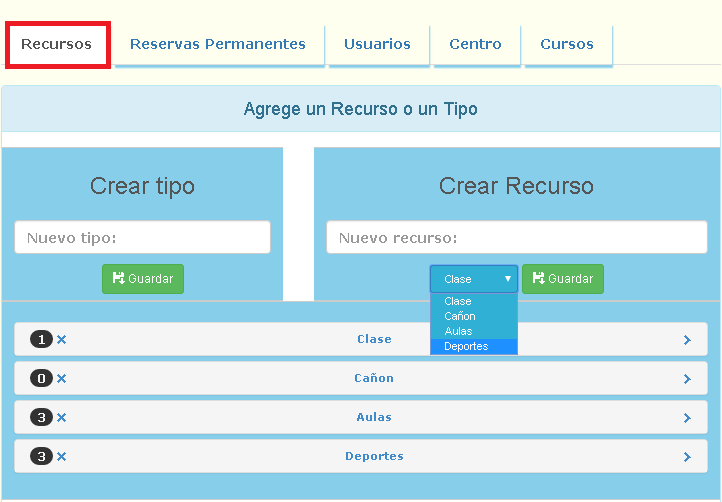 Recursos
Reservas Permanentes
Usuarios
Centro
Cursos
Agrege un Recurso o un Tipo
Crear tipo
Nuevo tipo:
Guardar
Crear Recurso
Nuevo recurso:
Clase
Guardar
Clase
Cañon
Aulas
Deportes
1 × Clase
0 × Cañon
3 × Aulas
3 × Deportes